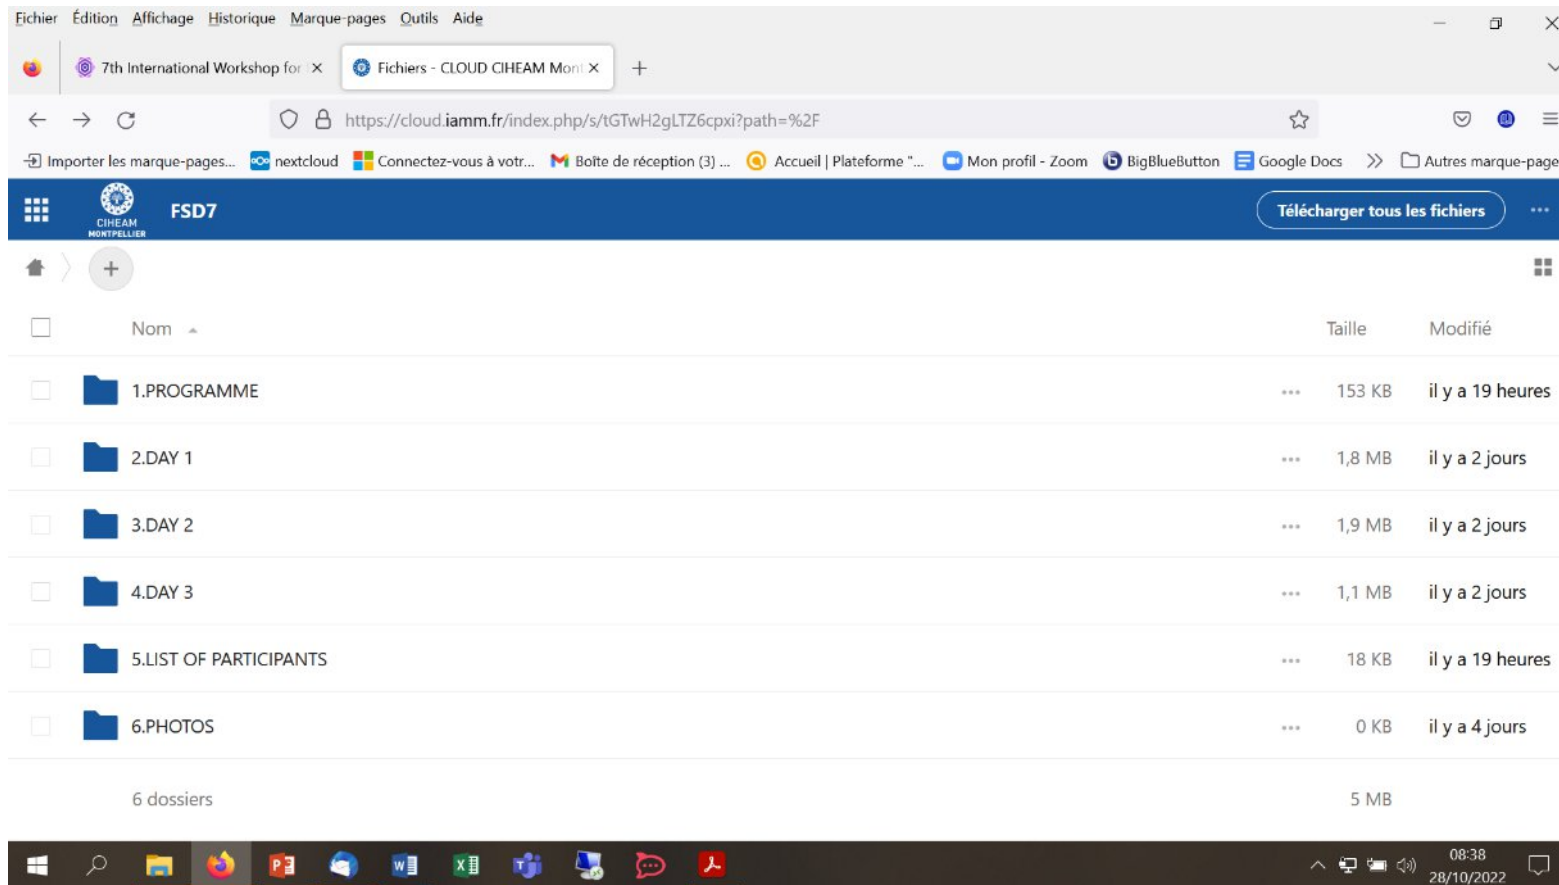 Fichier Édition Affichage Historique Marque-pages Outils Aide
7th International Workshop for
Fichiers - CLOUD CIHEAM Mont
https://cloud.iamm.fr/index.php/s/tGTwH2gLTZ6cpxi?path=%2F
Importer les marque-pages... nextcloud Connectez-vous à votr... Boîte de réception (3) ... Accueil | Plateforme "... Mon profil - Zoom BigBlueButton Google Docs Autres marque-page
CIHEAM
MONTPELLIER
FSD7 Télécharger tous les fichiers
Nom Taille Modifié
1.PROGRAMME 153 KB il y a 19 heures
2.DAY 1 1,8 MB il y a 2 jours
3.DAY 2 1,9 MB il y a 2 jours
4.DAY 3 1,1 MB il y a 2 jours
5.LIST OF PARTICIPANTS 18 KB il y a 19 heures
6.PHOTOS 0 KB il y a 4 jours
6 dossiers 5 MB
08:38
28/10/2022